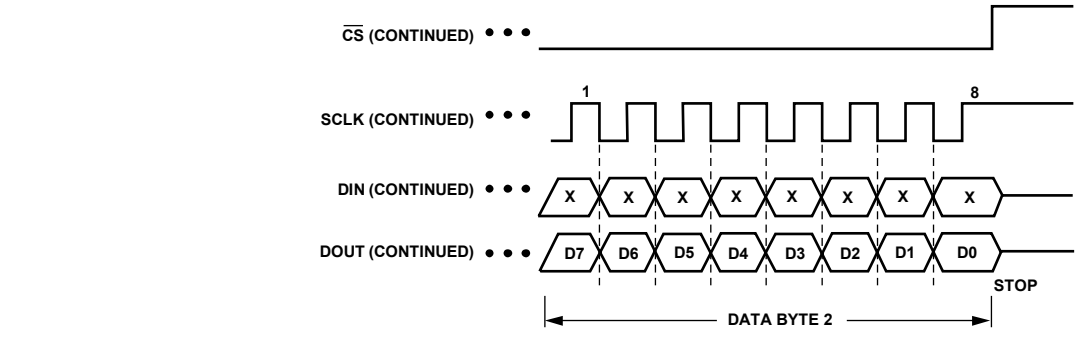 CS (CONTINUED) • • •
1 8
SCLK (CONTINUED) • • •
DIN (CONTINUED) • • • X X X X X X X X
DOUT (CONTINUED) • • • D7 D6 D5 D4 D3 D2 D1 D0
STOP
DATA BYTE 2